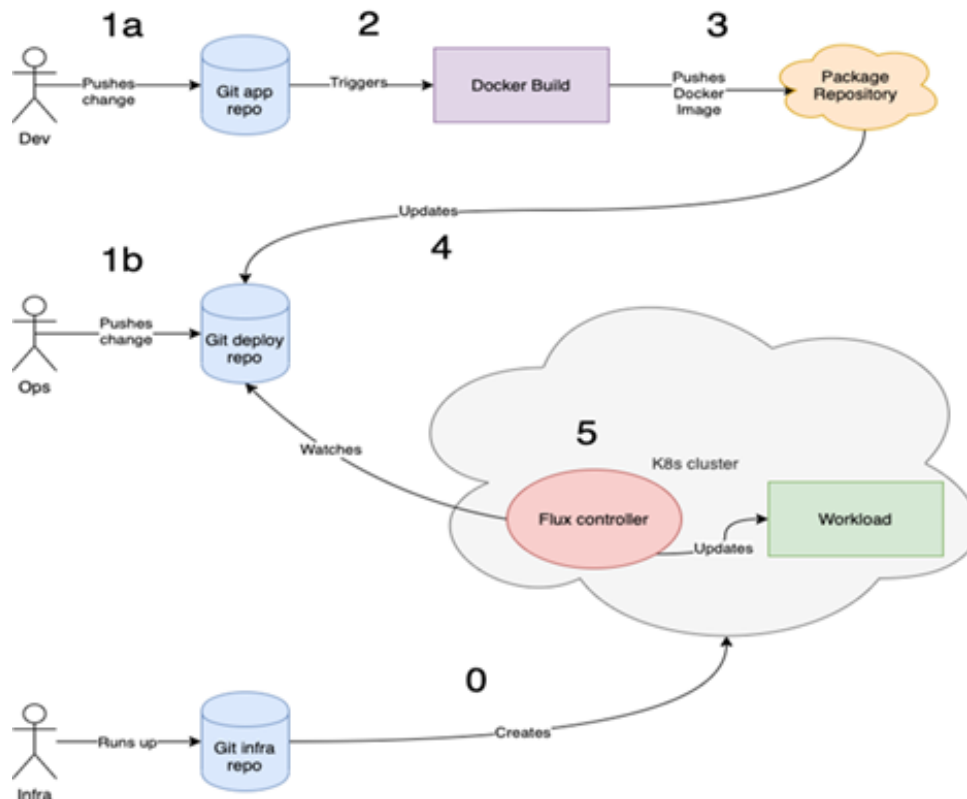 1a
2
3
Pushes
change
Git app
repo
Triggers
Docker Build
Pushes
Docker
Image
Package
Repository
Dev
Updates
4
1b
Pushes
change
Git deploy
repo
Ops
Watches
5
K8s cluster
Flux controller
Workload
Updates
0
Runs up
Git infra
repo
Creates
Infra